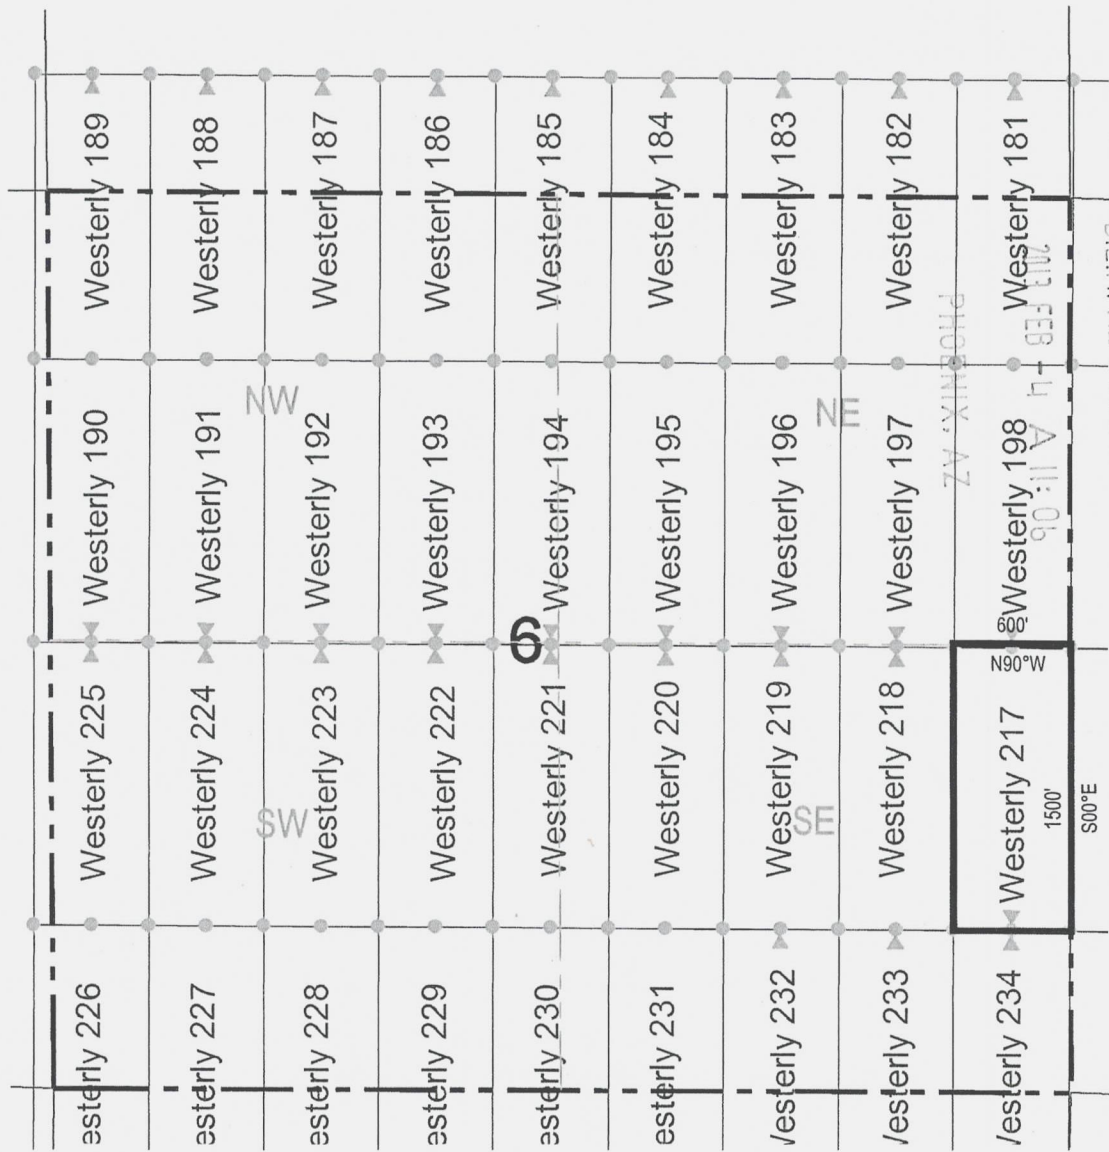 Westerly 189
Westerly 188
Westerly 187
Westerly 186
Westerly 185
Westerly 184
Westerly 183
Westerly 182
Westerly 181
2013 FEB -4 A 11:06
PHOENIX, AZ
NW
NE
Westerly 190
Westerly 191
Westerly 192
Westerly 193
Westerly 194
Westerly 195
Westerly 196
Westerly 197
Westerly 198
6
600'
N90°W
Westerly 225
Westerly 224
Westerly 223
Westerly 222
Westerly 221
Westerly 220
Westerly 219
Westerly 218
Westerly 217
1500'
S00°E
SW
SE
esterly 226
esterly 227
esterly 228
esterly 229
esterly 230
esterly 231
Westerly 232
Westerly 233
Westerly 234